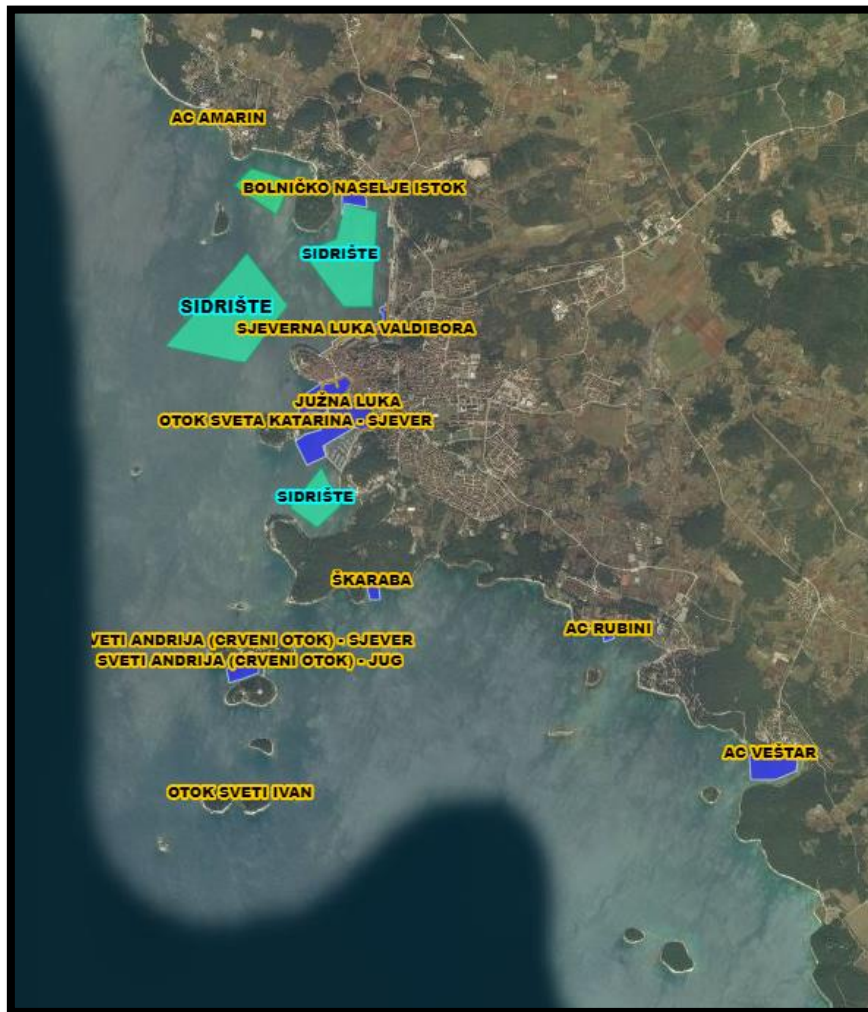 AC AMARIN
BOLNIČKO NASELJE ISTOK
SIDRIŠTE
SIDRIŠTE
SJEVERNA LUKA VALDIBORA
JUŽNA LUKA
OTOK SVETA KATARINA - SJEVER
SIDRIŠTE
ŠKARABA
AC RUBINI
VETI ANDRIJA (CRVENI OTOK) - SJEVER
SVETI ANDRIJA (CRVENI OTOK) - JUG
AC VEŠTAR
OTOK SVETI IVAN